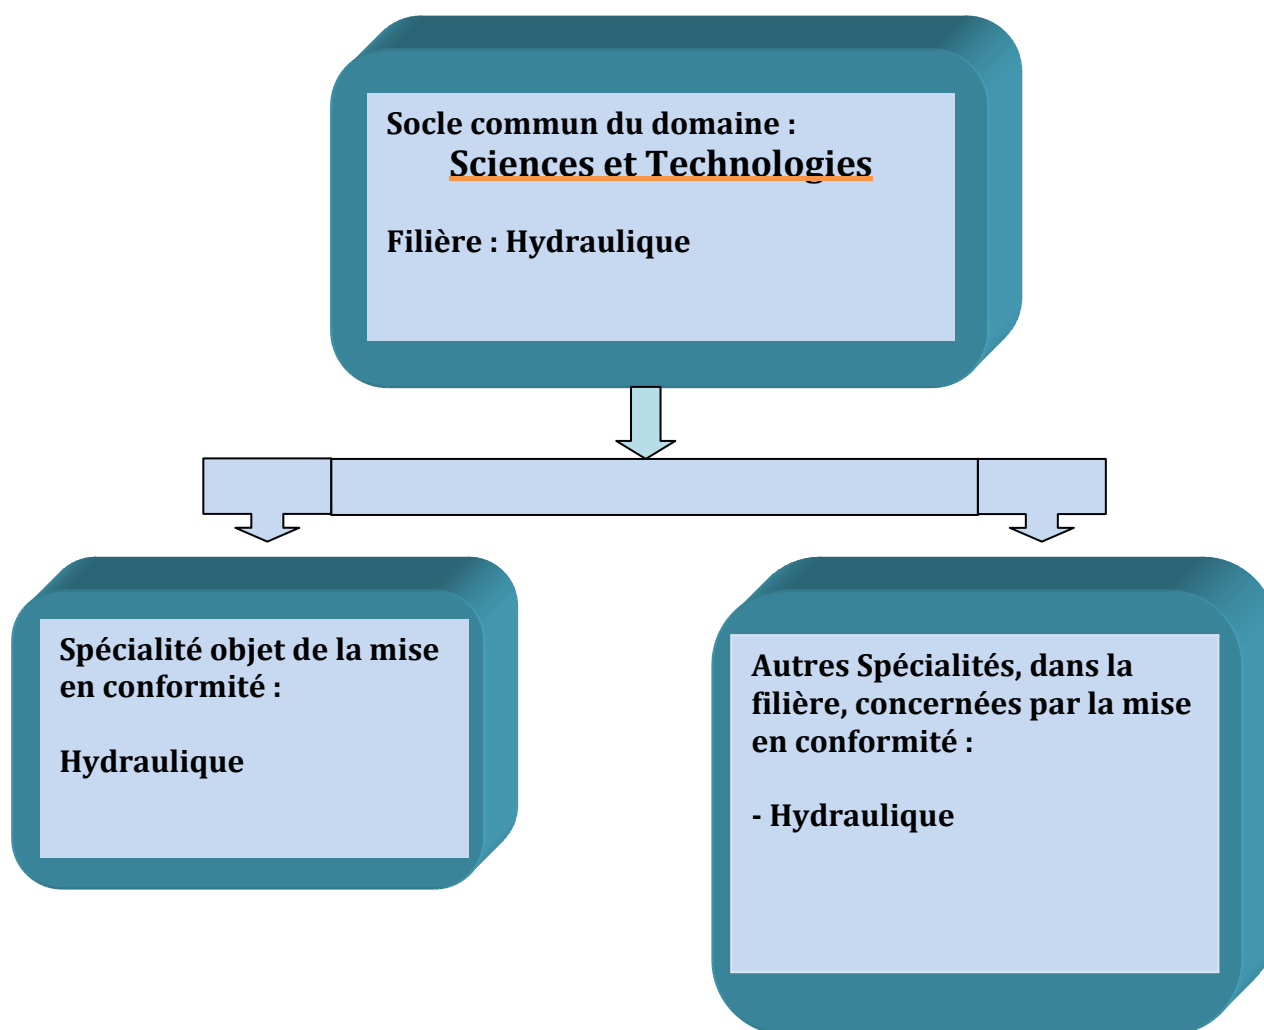 Socle commun du domaine :
Sciences et Technologies
Filière : Hydraulique
Spécialité objet de la mise
en conformité :
Hydraulique
Autres Spécialités, dans la
filière, concernées par la mise
en conformité :
- Hydraulique